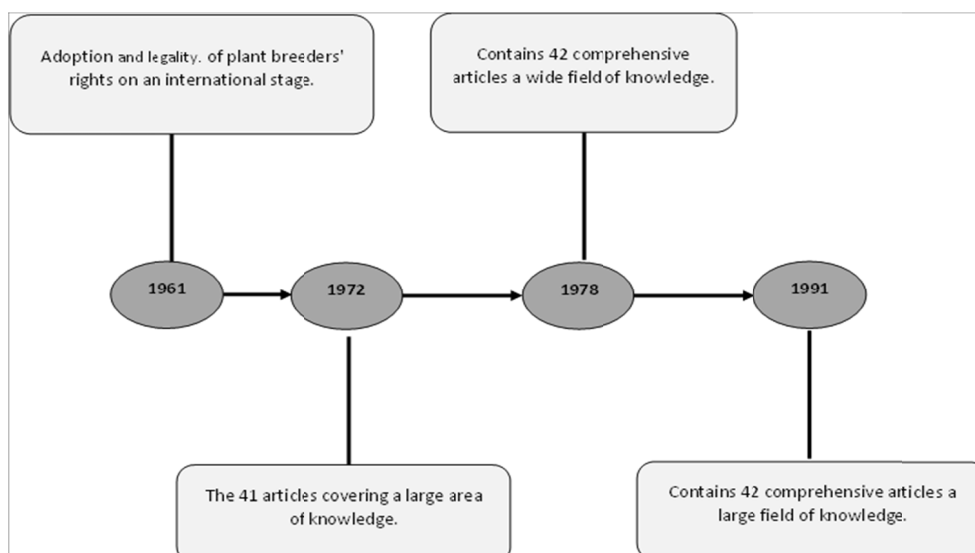 Adoption and legality. of plant breeders'
rights on an international stage.
Contains 42 comprehensive
articles a wide field of knowledge.
1961
1972
1978
1991
The 41 articles covering a large area
of knowledge.
Contains 42 comprehensive articles a
large field of knowledge.